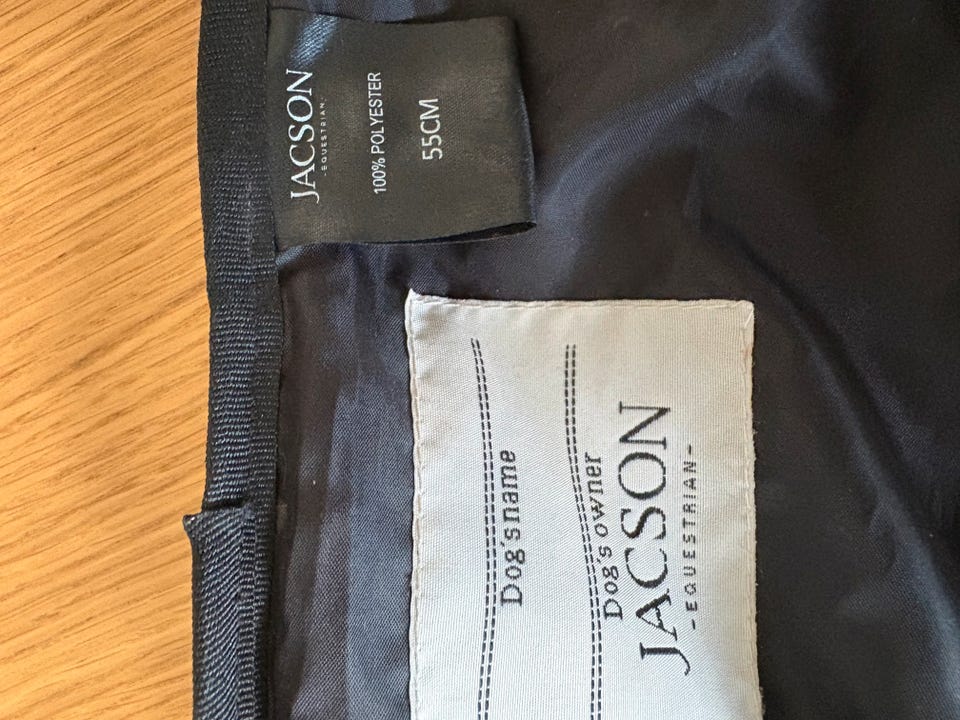 JACSON
-EQUESTRIAN-
100% POLYESTER
55CM
Dog's name
Dog's owner
JACSON
-EQUESTRIAN-